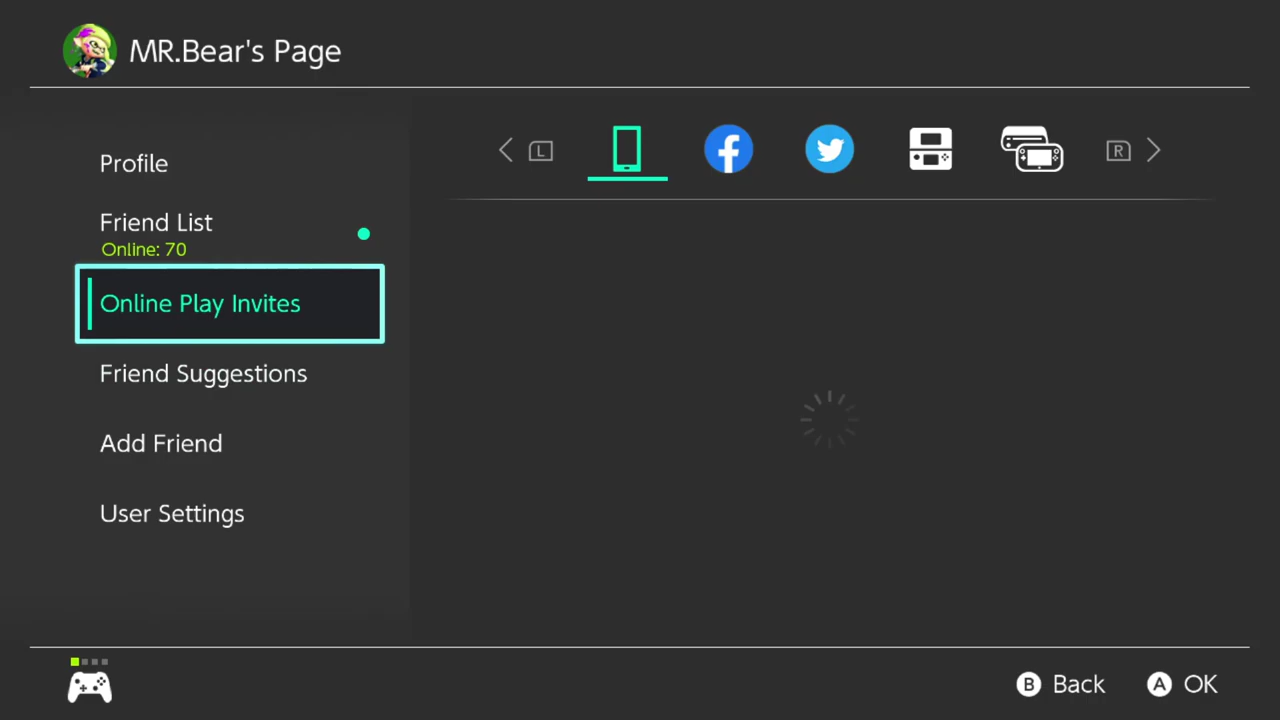 MR.Bear's Page
Profile
Friend List
Online: 70
Online Play Invites
Friend Suggestions
Add Friend
User Settings
L
R
B Back
A OK